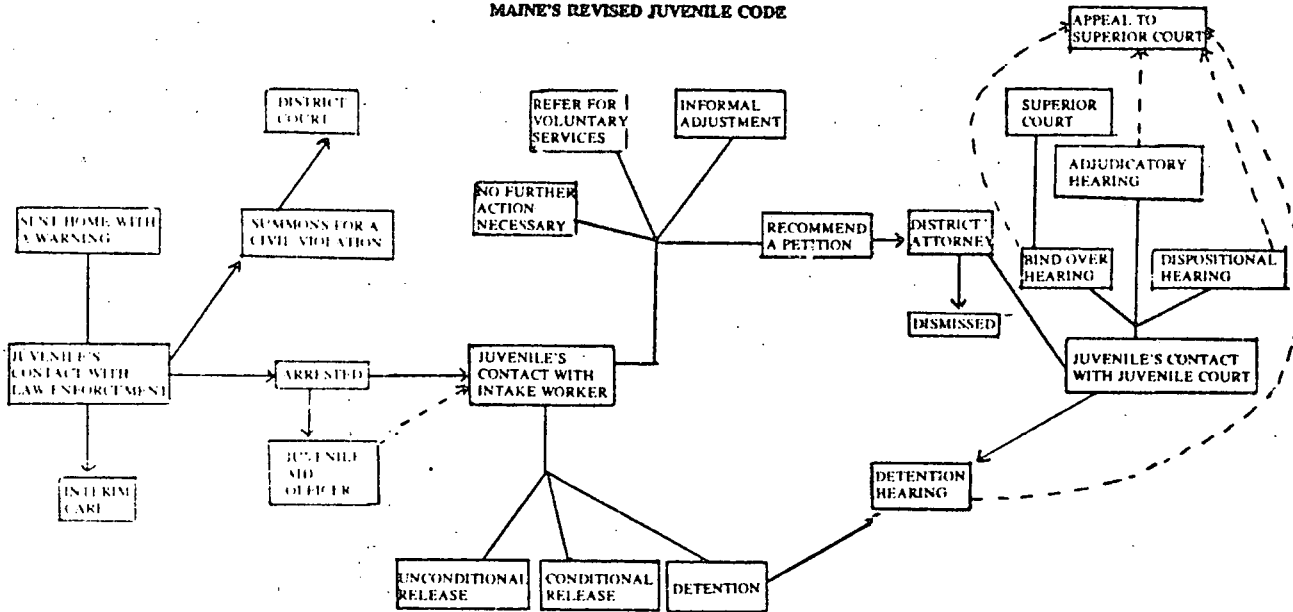 MAINE'S REVISED JUVENILE CODE
APPEAL TO
SUPERIOR COURT
DISTRICT
COURT
REFER FOR
VOLUNTARY
SERVICES
INFORMAL
ADJUSTMENT
SUPERIOR
COURT
ADJUDICATORY
HEARING
SENT HOME WITH
A WARNING
SUMMONS FOR A
CIVIL VIOLATION
NO FURTHER
ACTION
NECESSARY
RECOMMEND
A PETITION
DISTRICT
ATTORNEY
BIND OVER
HEARING
DISPOSITIONAL
HEARING
DISMISSED
JUVENILE'S
CONTACT WITH
LAW ENFORCEMENT
ARRESTED
JUVENILE'S
CONTACT WITH
INTAKE WORKER
JUVENILE'S CONTACT
WITH JUVENILE COURT
JUVENILE
AID
OFFICER
INTERIM
CARE
DETENTION
HEARING
UNCONDITIONAL
RELEASE
CONDITIONAL
RELEASE
DETENTION